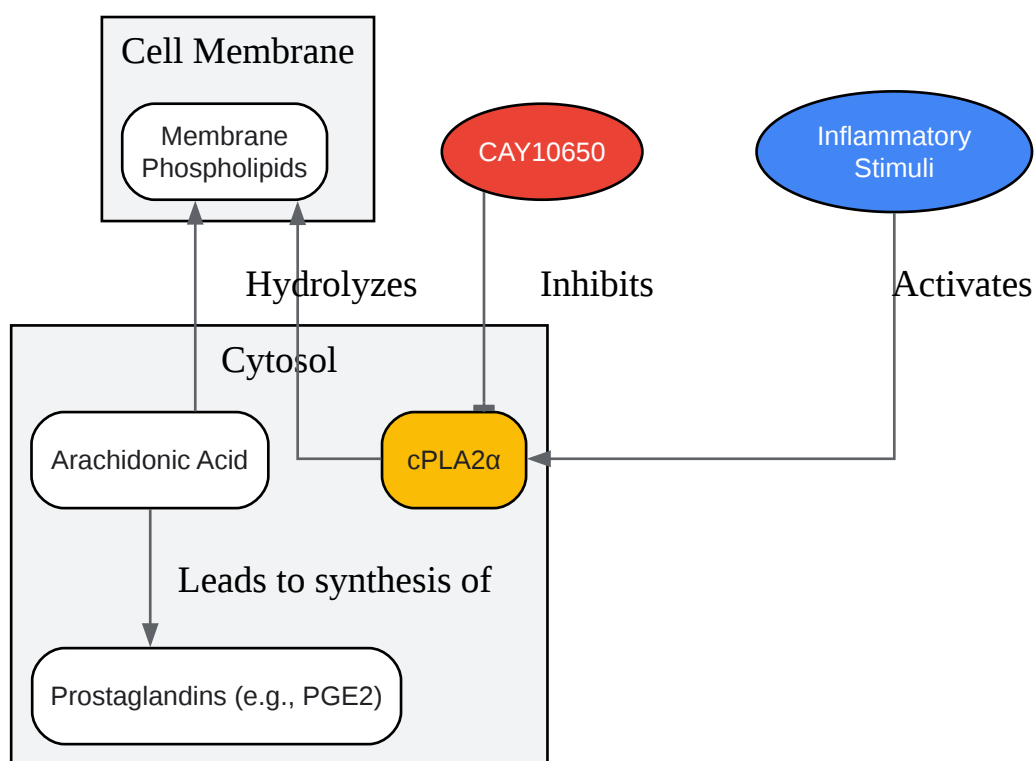 Cell Membrane
Membrane
Phospholipids
CAY10650
Inflammatory
Stimuli
Hydrolyzes
Inhibits
Activates
Cytosol
Arachidonic Acid
cPLA2α
Leads to synthesis of
Prostaglandins (e.g., PGE2)